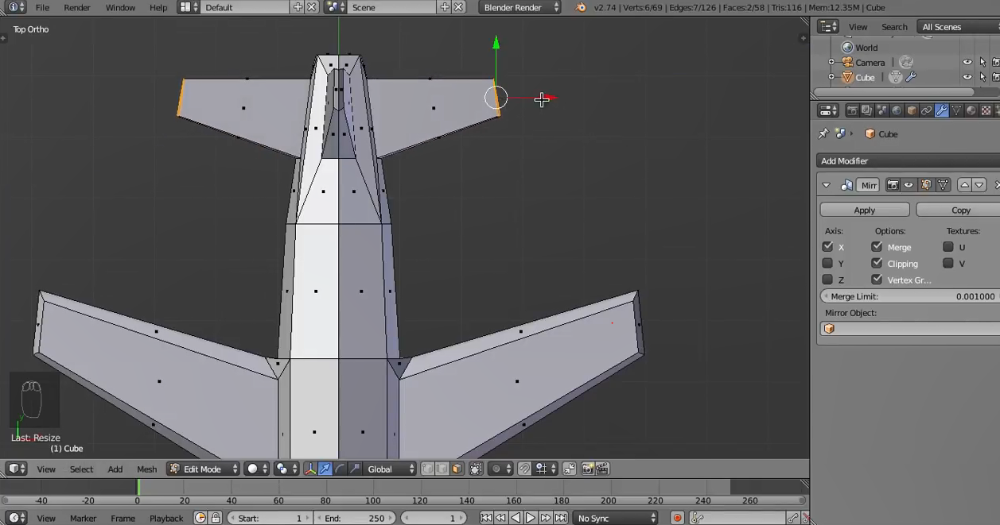 File Render Window Help Default Scene Blender Render v2.74 | Verts:6/69 | Edges:7/126 | Faces:2/58 | Tris:116 | Mem:12.35M | Cube
Top Ortho
View Search All Scenes
World
Camera
Cube
Cube
Add Modifier
Mirr
Apply Copy
Axis: Options: Textures:
X Merge U
Y Clipping V
Z Vertex Gr...
Merge Limit: 0.001000
Mirror Object:
y
Last: Resize
(1) Cube
View Select Add Mesh Edit Mode Global
-40 -20 0 20 40 60 80 100 120 140 160 180 200 220 240 260
View Marker Frame Playback Start: 1 End: 250 1 No Sync